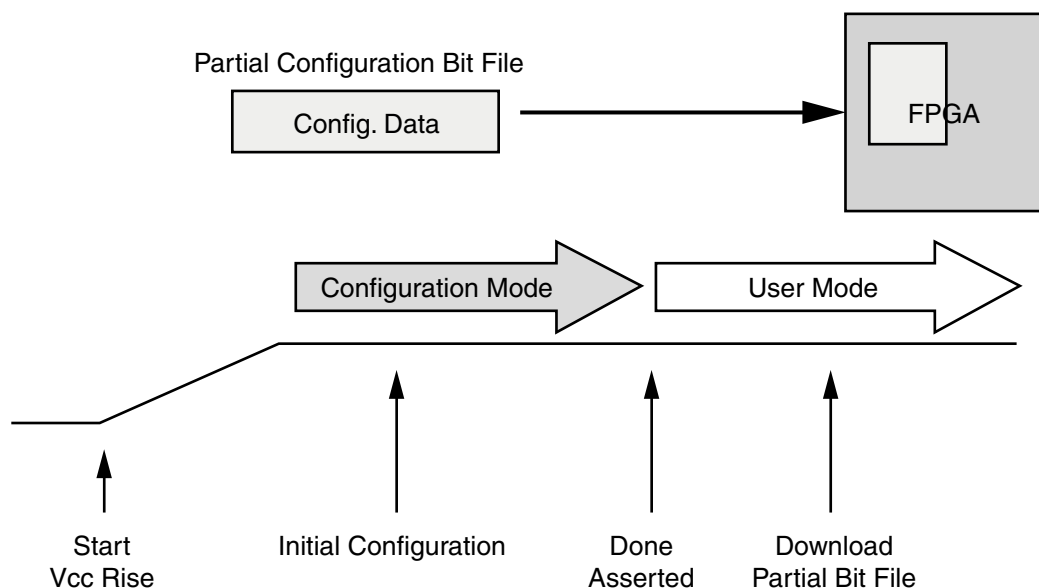 Partial Configuration Bit File
Config. Data
FPGA
Configuration Mode
User Mode
Start
Vcc Rise
Initial Configuration
Done
Asserted
Download
Partial Bit File